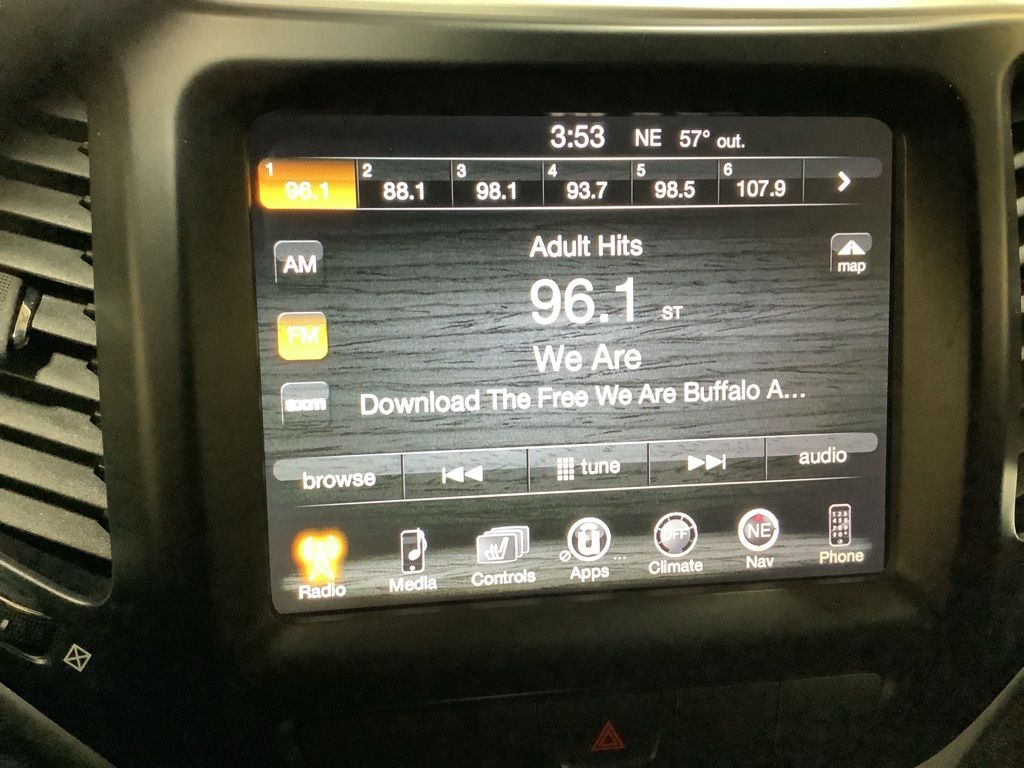 3:53 NE 57° out.
1 2 3 4 5 6
96.1 88.1 98.1 93.7 98.5 107.9
Adult Hits
AM
map
96.1 ST
FM
We Are
sxm
Download The Free We Are Buffalo A...
browse tune audio
OFF NE
Radio Media Controls Apps ... Climate Nav Phone